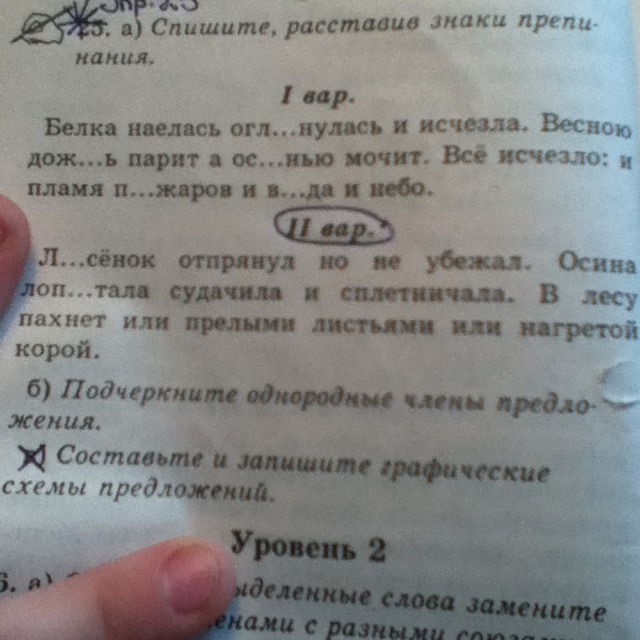 Упр. 25
25. а) Спишите, расставив знаки препи-
нания.
I вар.
Белка наелась огл...нулась и исчезла. Весною
дож...ь парит а ос...нью мочит. Всё исчезло: и
пламя п...жаров и в...да и небо.
II вар.
Л...сёнок отпрянул но не убежал. Осина
лоп...тала судачила и сплетничала. В лесу
пахнет или прелыми листьями или нагретой
корой.
б) Подчеркните однородные члены предло-
жения.
Составьте и запишите графические
схемы предложений.
Уровень 2
а) выделенные слова замените
с разными